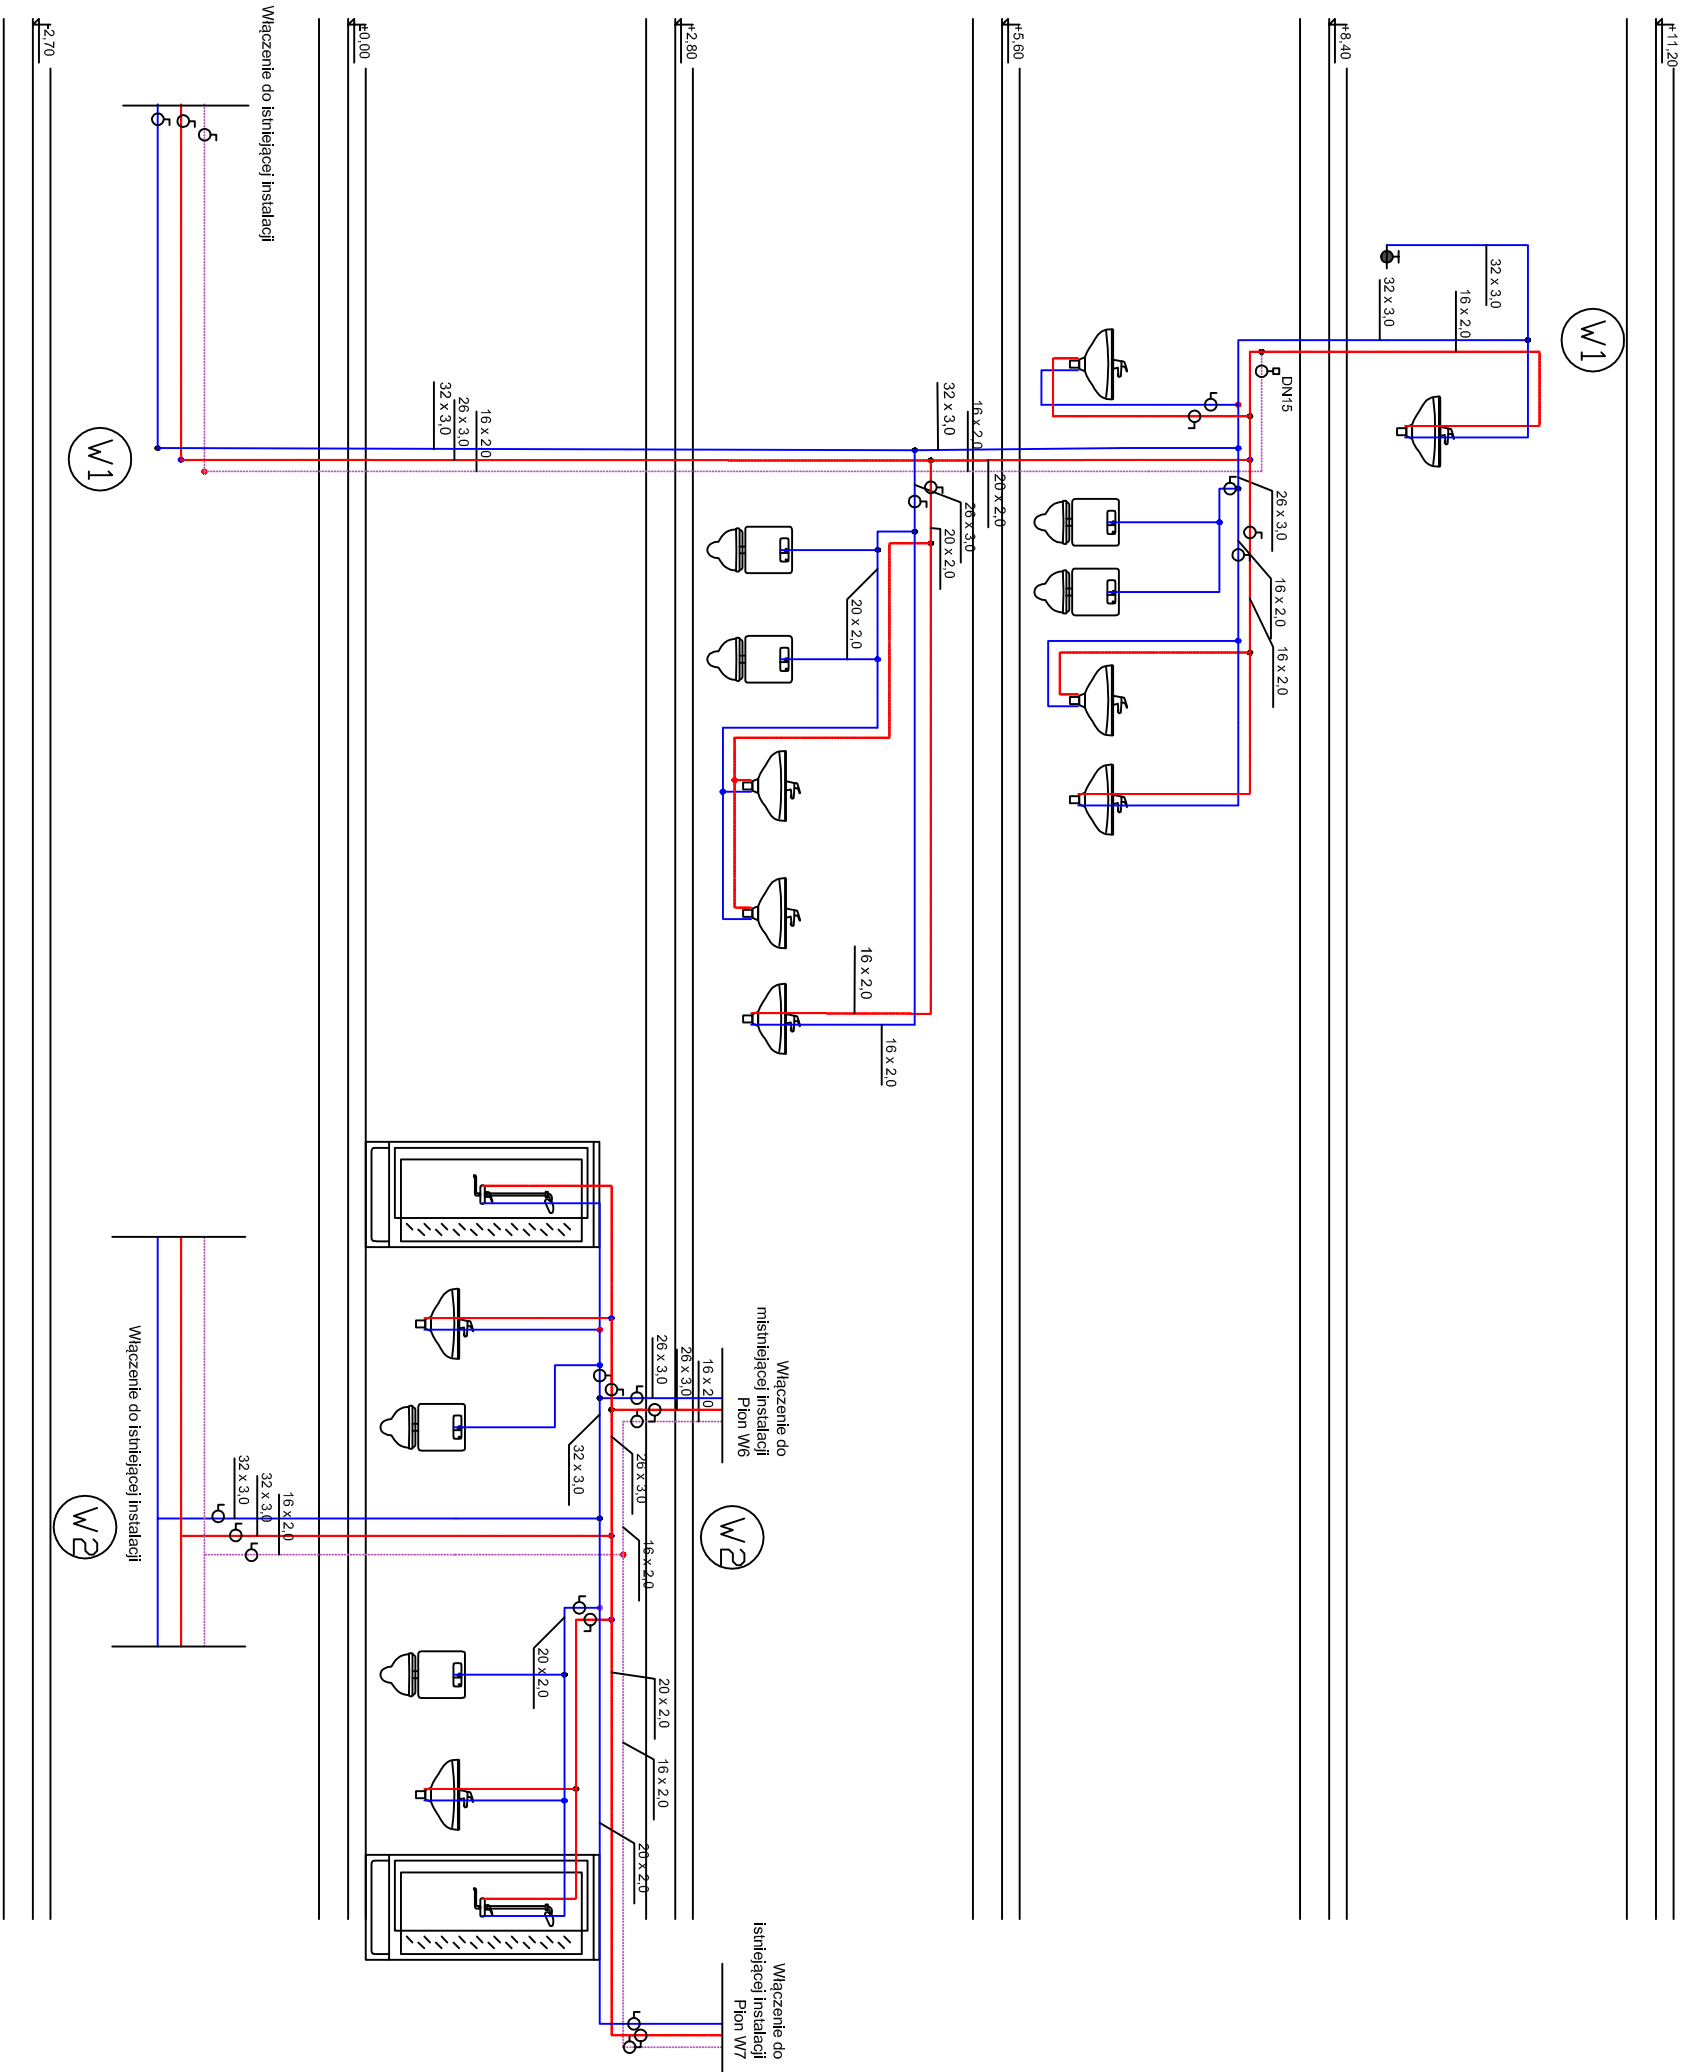 +11,20
+8,40
+5,60
+2,80
+0,00
-2,70
W1
32 x 3,0
16 x 2,0
32 x 3,0
DN15
26 x 3,0
16 x 2,0
16 x 2,0
16 x 2,0
32 x 3,0
20 x 2,0
26 x 3,0
20 x 2,0
20 x 2,0
16 x 2,0
16 x 2,0
16 x 2,0
26 x 3,0
32 x 3,0
Włączenie do istniejącej instalacji
W1
Włączenie do
mistniejącej instalacji
Pion W6
16 x 2,0
26 x 3,0
26 x 3,0
26 x 3,0
32 x 3,0
W2
16 x 2,0
20 x 2,0
20 x 2,0
16 x 2,0
20 x 2,0
Włączenie do
istniejącej instalacji
Pion W7
16 x 2,0
32 x 3,0
32 x 3,0
Włączenie do istniejącej instalacji
W2